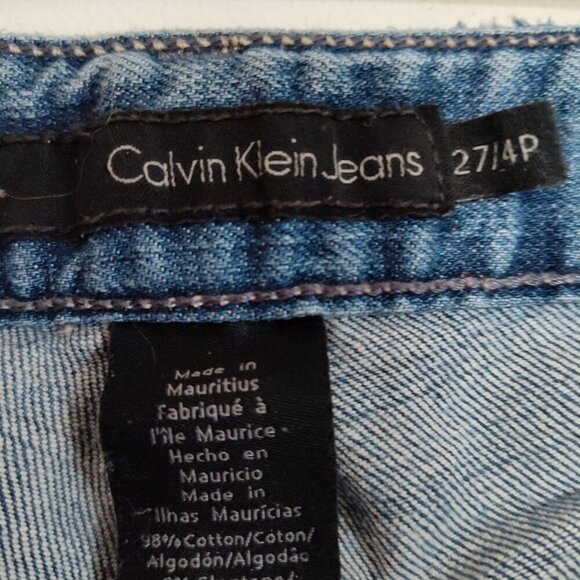 Calvin Klein Jeans
27/4P
Made in
Mauritius
Fabriqué à
l'île Maurice
Hecho en
Mauricio
Made in
Ilhas Maurícias
98% Cotton/Coton/
Algodón/Algodão